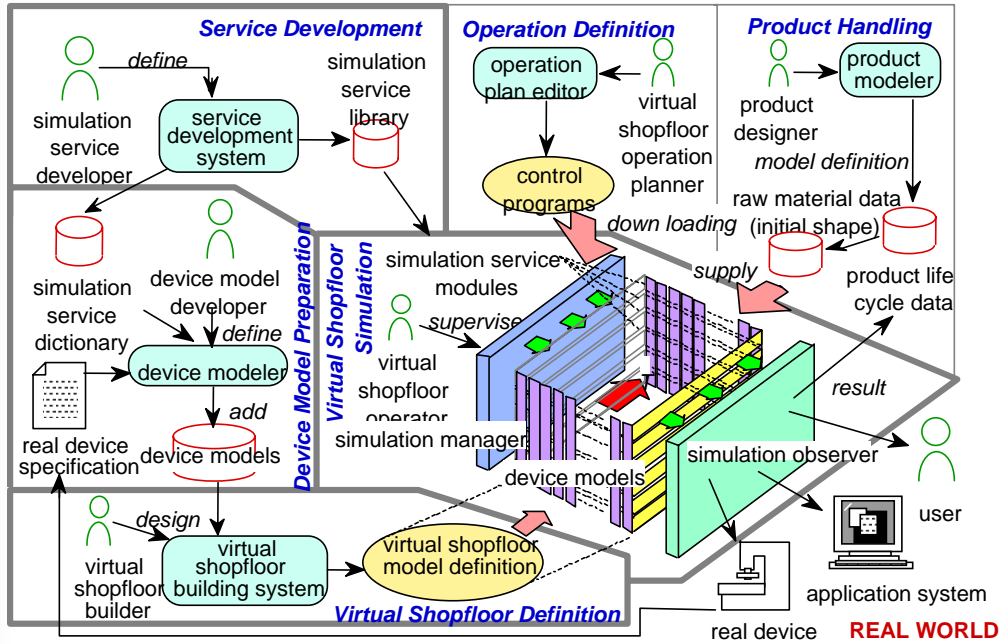 Service Development
define
simulation
service
developer
service
development
system
simulation
service
library
Operation Definition
operation
plan editor
virtual
shopfloor
operation
planner
control
programs
down loading
Product Handling
product
modeler
product
designer
model definition
raw material data
(initial shape)
supply
product life
cycle data
Device Model Preparation
simulation
service
dictionary
device model
developer
define
device modeler
add
real device
specification
device models
Virtual Shopfloor
Simulation
simulation service
modules
supervise
virtual
shopfloor
operator
simulation manager
device models
simulation observer
result
user
application system
real device
REAL WORLD
design
virtual
shopfloor
builder
virtual
shopfloor
building system
virtual shopfloor
model definition
Virtual Shopfloor Definition